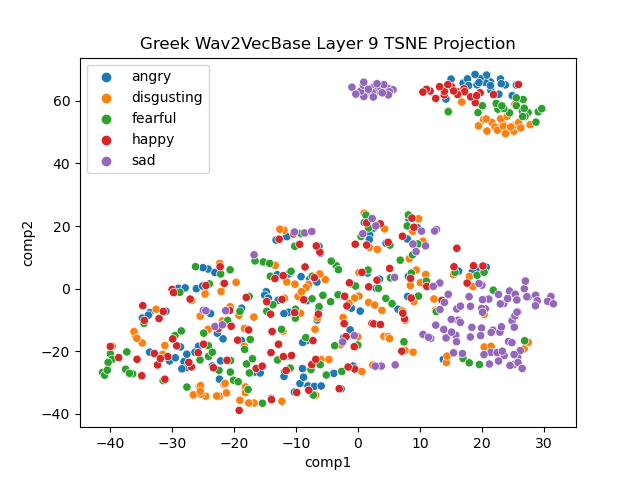 Greek Wav2VecBase Layer 9 TSNE Projection
angry
disgusting
fearful
happy
sad
comp2
60
40
20
0
−20
−40
−40 −30 −20 −10 0 10 20 30
comp1